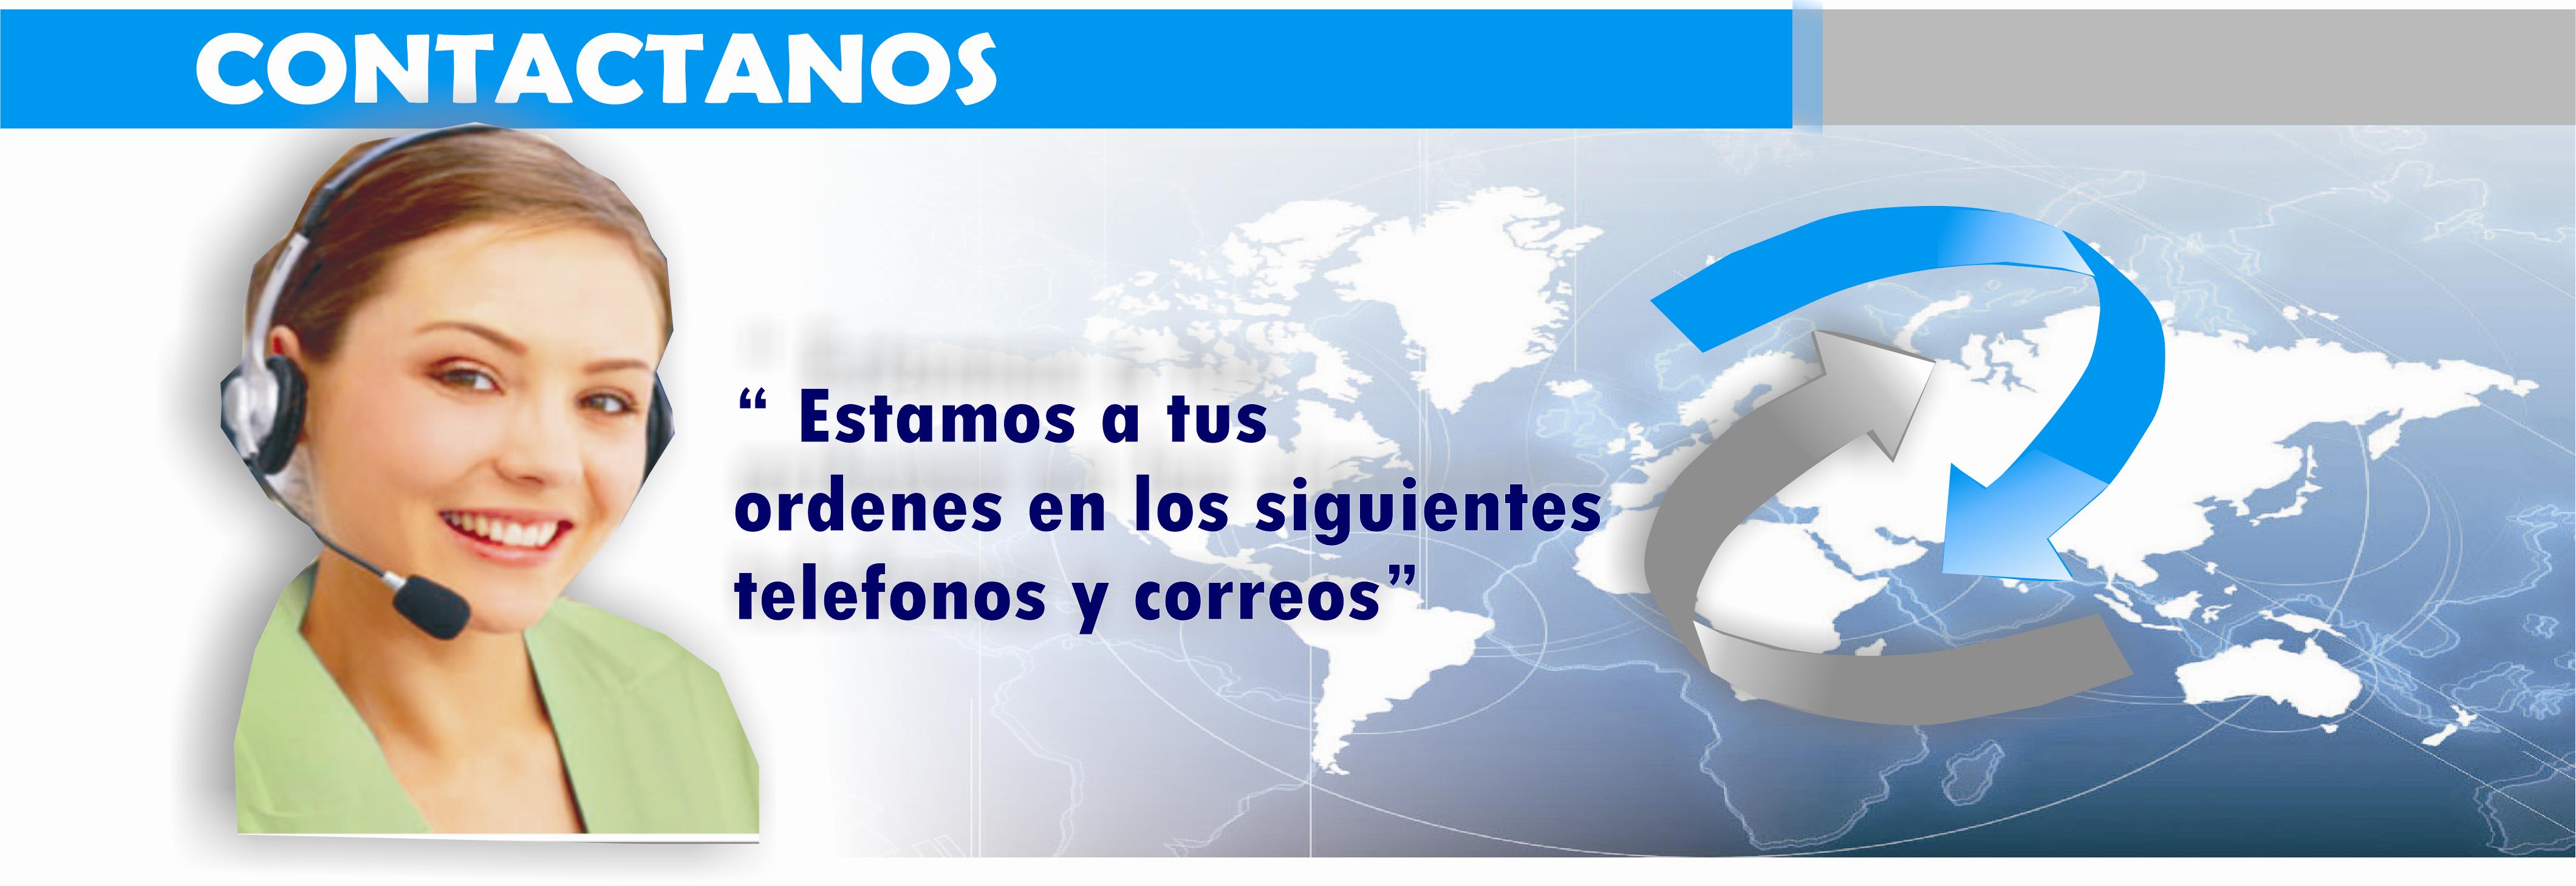 CONTACTANOS
“ Estamos a tus
ordenes en los siguientes
telefonos y correos”